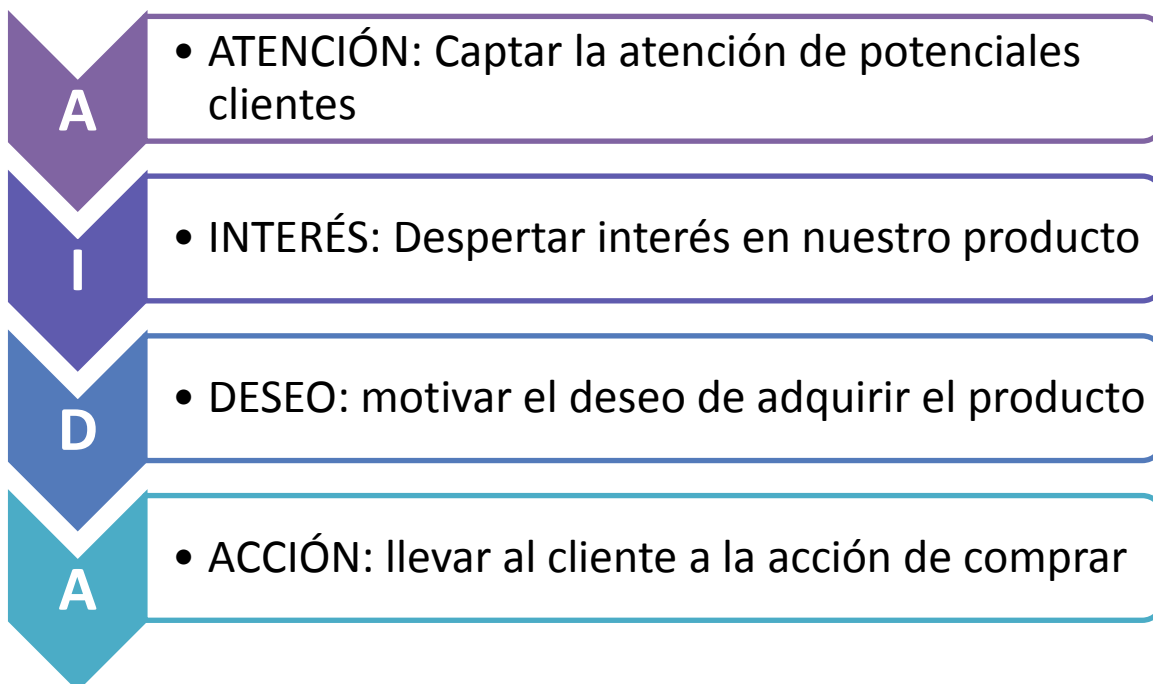 A
• ATENCIÓN: Captar la atención de potenciales
clientes
I
• INTERÉS: Despertar interés en nuestro producto
D
• DESEO: motivar el deseo de adquirir el producto
A
• ACCIÓN: llevar al cliente a la acción de comprar